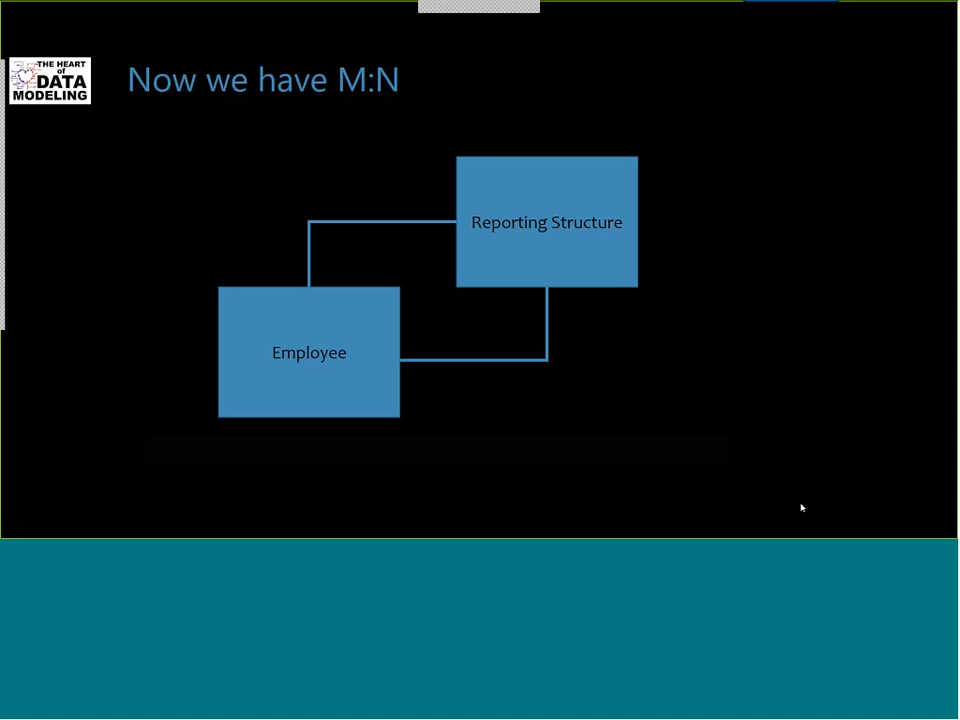 THE HEART
of
DATA
MODELING
Now we have M:N
Reporting Structure
Employee